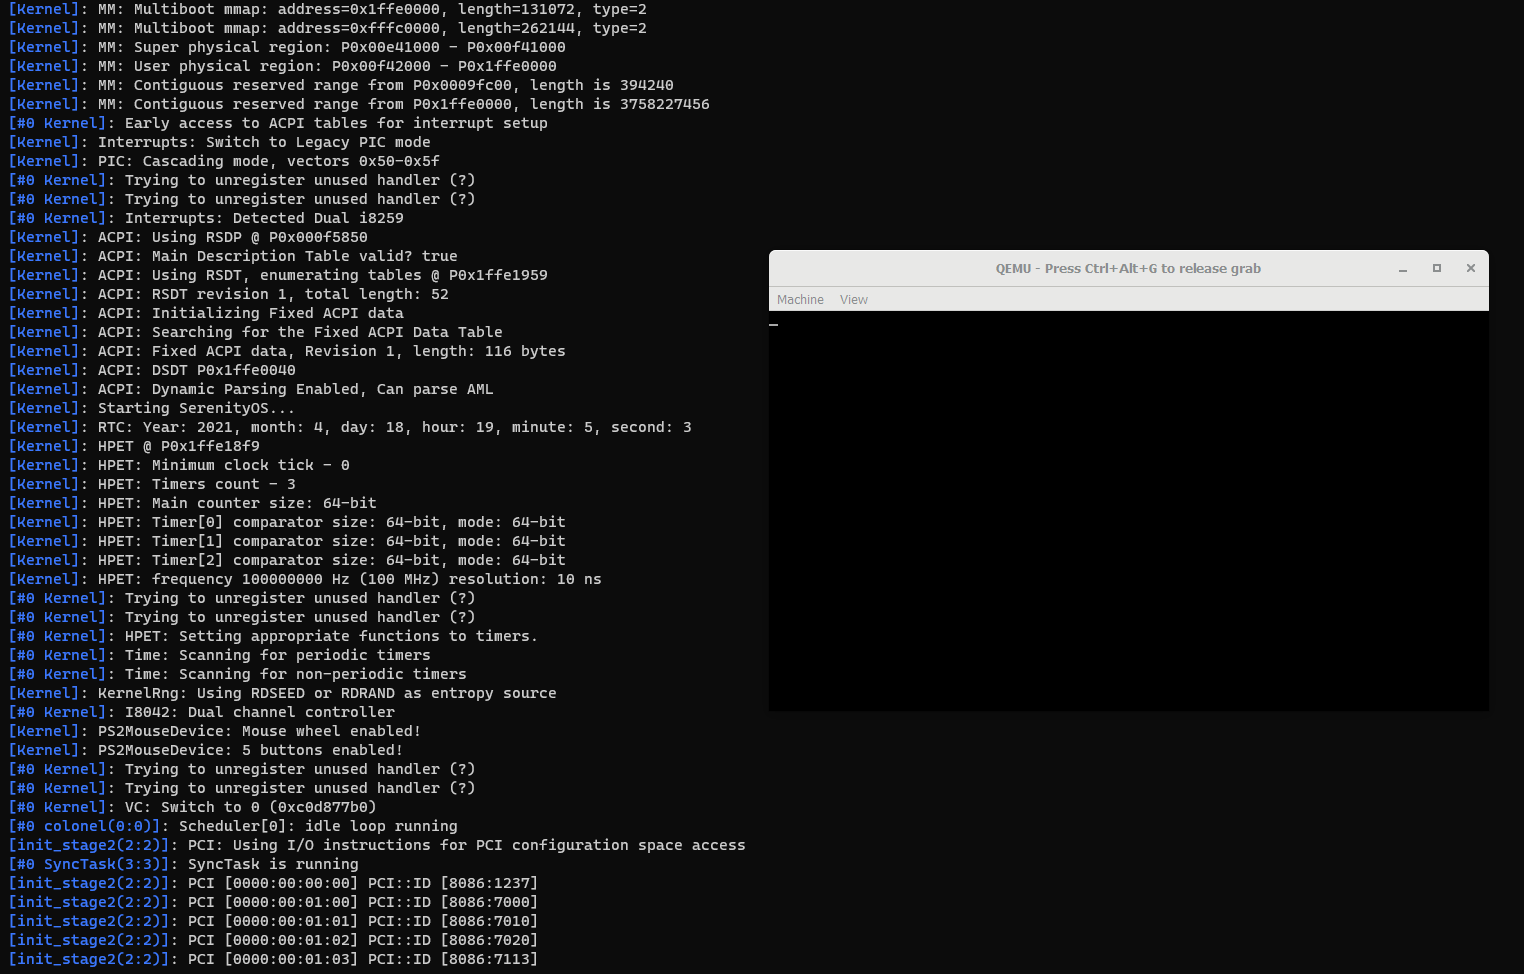 [Kernel]: MM: Multiboot mmap: address=0x1ffe0000, length=131072, type=2
[Kernel]: MM: Multiboot mmap: address=0xfffc0000, length=262144, type=2
[Kernel]: MM: Super physical region: P0x00e41000 - P0x00f41000
[Kernel]: MM: User physical region: P0x00f42000 - P0x1ffe0000
[Kernel]: MM: Contiguous reserved range from P0x0009fc00, length is 394240
[Kernel]: MM: Contiguous reserved range from P0x1ffe0000, length is 3758227456
[#0 Kernel]: Early access to ACPI tables for interrupt setup
[Kernel]: Interrupts: Switch to Legacy PIC mode
[Kernel]: PIC: Cascading mode, vectors 0x50-0x5f
[#0 Kernel]: Trying to unregister unused handler (?)
[#0 Kernel]: Trying to unregister unused handler (?)
[#0 Kernel]: Interrupts: Detected Dual i8259
[Kernel]: ACPI: Using RSDP @ P0x000f5850
[Kernel]: ACPI: Main Description Table valid? true
[Kernel]: ACPI: Using RSDT, enumerating tables @ P0x1ffe1959
[Kernel]: ACPI: RSDT revision 1, total length: 52
[Kernel]: ACPI: Initializing Fixed ACPI data
[Kernel]: ACPI: Searching for the Fixed ACPI Data Table
[Kernel]: ACPI: Fixed ACPI data, Revision 1, length: 116 bytes
[Kernel]: ACPI: DSDT P0x1ffe0040
[Kernel]: ACPI: Dynamic Parsing Enabled, Can parse AML
[Kernel]: Starting SerenityOS...
[Kernel]: RTC: Year: 2021, month: 4, day: 18, hour: 19, minute: 5, second: 3
[Kernel]: HPET @ P0x1ffe18f9
[Kernel]: HPET: Minimum clock tick - 0
[Kernel]: HPET: Timers count - 3
[Kernel]: HPET: Main counter size: 64-bit
[Kernel]: HPET: Timer[0] comparator size: 64-bit, mode: 64-bit
[Kernel]: HPET: Timer[1] comparator size: 64-bit, mode: 64-bit
[Kernel]: HPET: Timer[2] comparator size: 64-bit, mode: 64-bit
[Kernel]: HPET: frequency 100000000 Hz (100 MHz) resolution: 10 ns
[#0 Kernel]: Trying to unregister unused handler (?)
[#0 Kernel]: Trying to unregister unused handler (?)
[#0 Kernel]: HPET: Setting appropriate functions to timers.
[#0 Kernel]: Time: Scanning for periodic timers
[#0 Kernel]: Time: Scanning for non-periodic timers
[Kernel]: KernelRng: Using RDSEED or RDRAND as entropy source
[#0 Kernel]: I8042: Dual channel controller
[Kernel]: PS2MouseDevice: Mouse wheel enabled!
[Kernel]: PS2MouseDevice: 5 buttons enabled!
[#0 Kernel]: Trying to unregister unused handler (?)
[#0 Kernel]: Trying to unregister unused handler (?)
[#0 Kernel]: VC: Switch to 0 (0xc0d877b0)
[#0 colonel(0:0)]: Scheduler[0]: idle loop running
[init_stage2(2:2)]: PCI: Using I/O instructions for PCI configuration space access
[#0 SyncTask(3:3)]: SyncTask is running
[init_stage2(2:2)]: PCI [0000:00:00:00] PCI::ID [8086:1237]
[init_stage2(2:2)]: PCI [0000:00:01:00] PCI::ID [8086:7000]
[init_stage2(2:2)]: PCI [0000:00:01:01] PCI::ID [8086:7010]
[init_stage2(2:2)]: PCI [0000:00:01:02] PCI::ID [8086:7020]
[init_stage2(2:2)]: PCI [0000:00:01:03] PCI::ID [8086:7113]
QEMU - Press Ctrl+Alt+G to release grab
Machine View